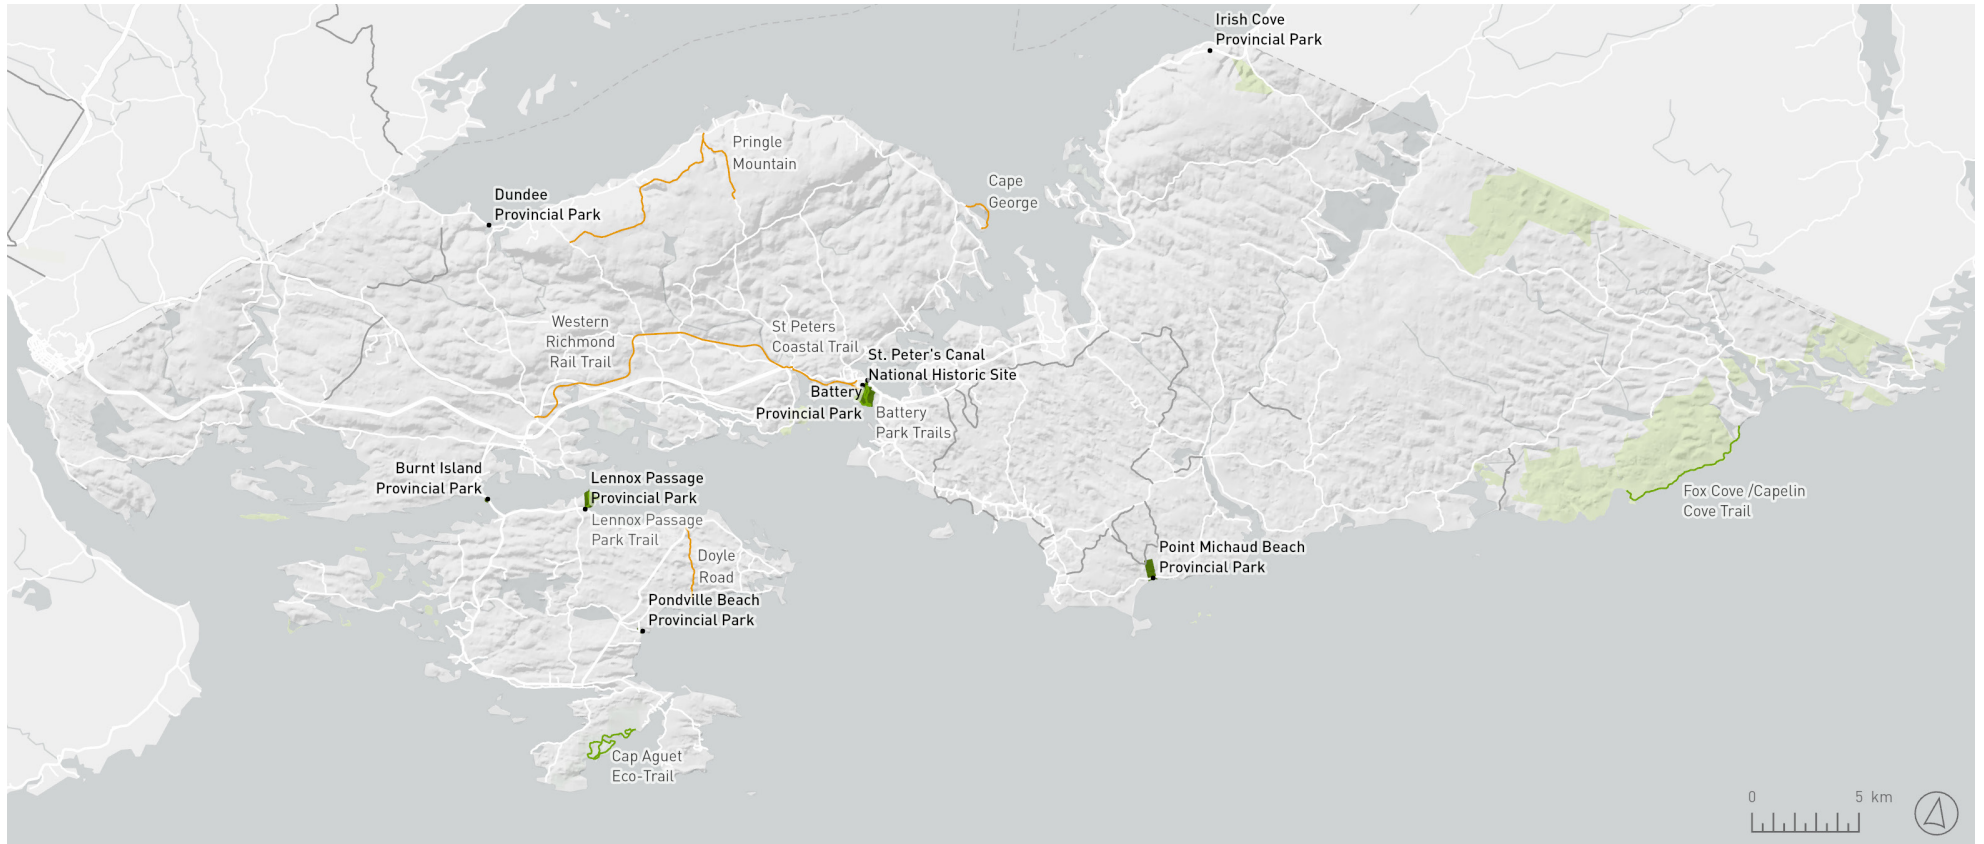 Irish Cove
Provincial Park
Pringle
Mountain
Cape
George
Dundee
Provincial Park
Western
Richmond
Rail Trail
St Peters
Coastal Trail
St. Peter's Canal
National Historic Site
Battery
Provincial Park
Battery
Park Trails
Burnt Island
Provincial Park
Lennox Passage
Provincial Park
Lennox Passage
Park Trail
Fox Cove /Capelin
Cove Trail
Doyle
Road
Point Michaud Beach
Provincial Park
Pondville Beach
Provincial Park
Cap Aguet
Eco-Trail
0 5 km